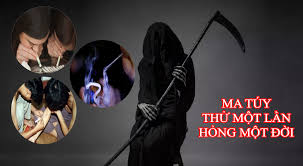 MA TÚY
THỬ MỘT LẦN
HỎNG MỘT ĐỜI